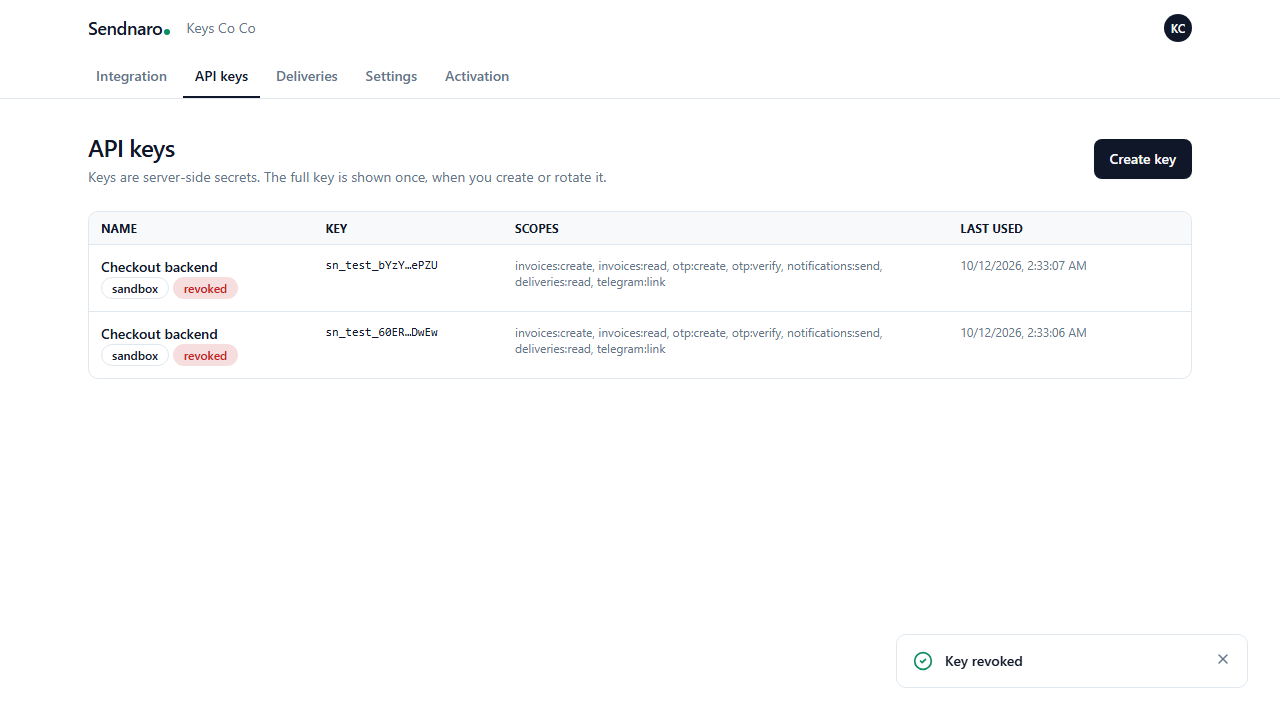 Sendnaro
Keys Co Co
KC
Integration
API keys
Deliveries
Settings
Activation
API keys
Keys are server-side secrets. The full key is shown once, when you create or rotate it.
Create key
NAME KEY SCOPES LAST USED
Checkout backend
sandbox revoked
sn_test_bYzY…ePZU
invoices:create, invoices:read, otp:create, otp:verify, notifications:send,
deliveries:read, telegram:link
10/12/2026, 2:33:07 AM
Checkout backend
sandbox revoked
sn_test_60ER…DwEw
invoices:create, invoices:read, otp:create, otp:verify, notifications:send,
deliveries:read, telegram:link
10/12/2026, 2:33:06 AM
Key revoked